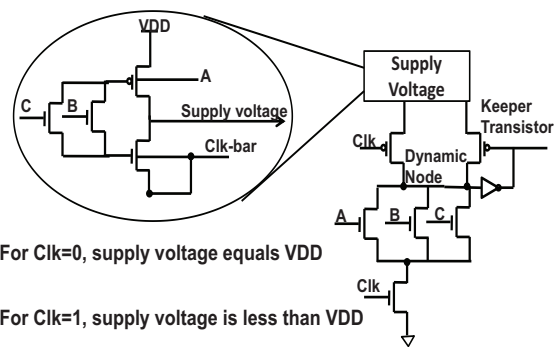 VDD
A
C
B
Supply voltage
Clk-bar
Supply
Voltage
Keeper
Transistor
Clk
Dynamic
Node
A
B
C
For Clk=0, supply voltage equals VDD
Clk
For Clk=1, supply voltage is less than VDD